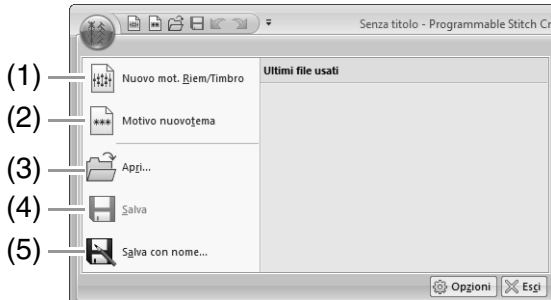 Senza titolo - Programmable Stitch Cr
Ultimi file usati
(1) Nuovo mot. Riem/Timbro
(2) Motivo nuovotema
(3) Apri...
(4) Salva
(5) Salva con nome...
Opzioni Esci